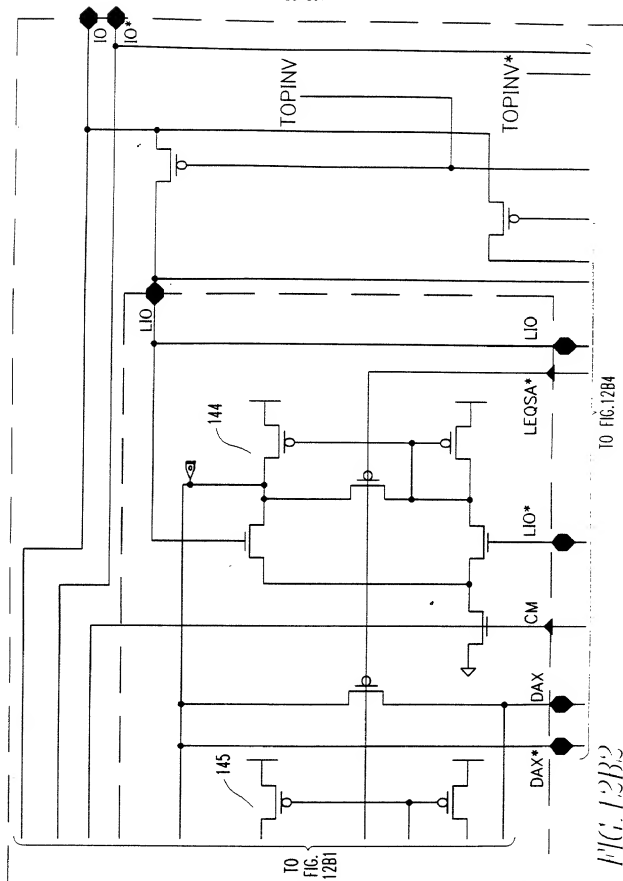 IO
IO*
TOPINV
TOPINV*
LIO
LIO
LEQSA*
144
LIO*
CM
DAX
DAX*
145
TO
FIG.
12B1
TO FIG.12B4
FIG. 12B2